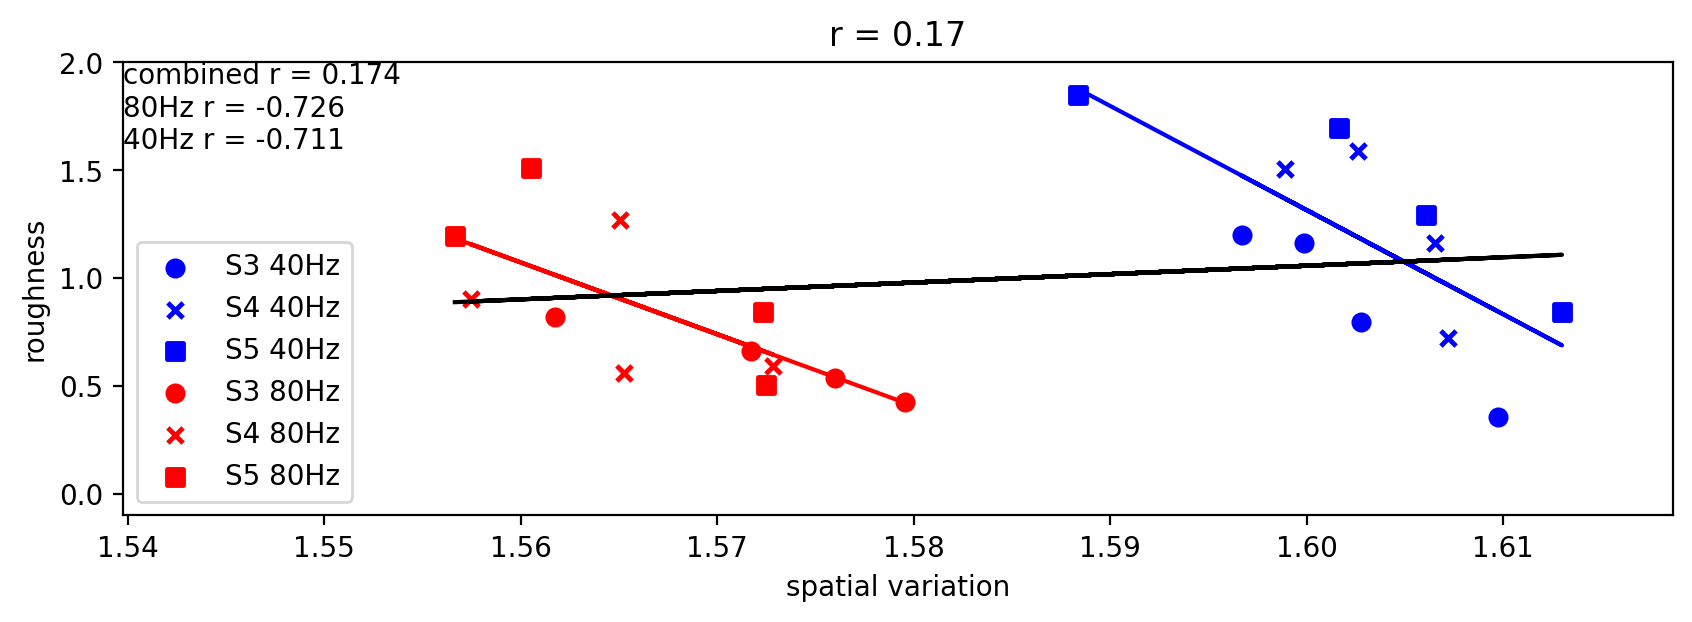 r = 0.17
combined r = 0.174
80Hz r = -0.726
40Hz r = -0.711
2.0
1.5
1.0
0.5
0.0
roughness
S3 40Hz
S4 40Hz
S5 40Hz
S3 80Hz
S4 80Hz
S5 80Hz
1.54 1.55 1.56 1.57 1.58 1.59 1.60 1.61
spatial variation